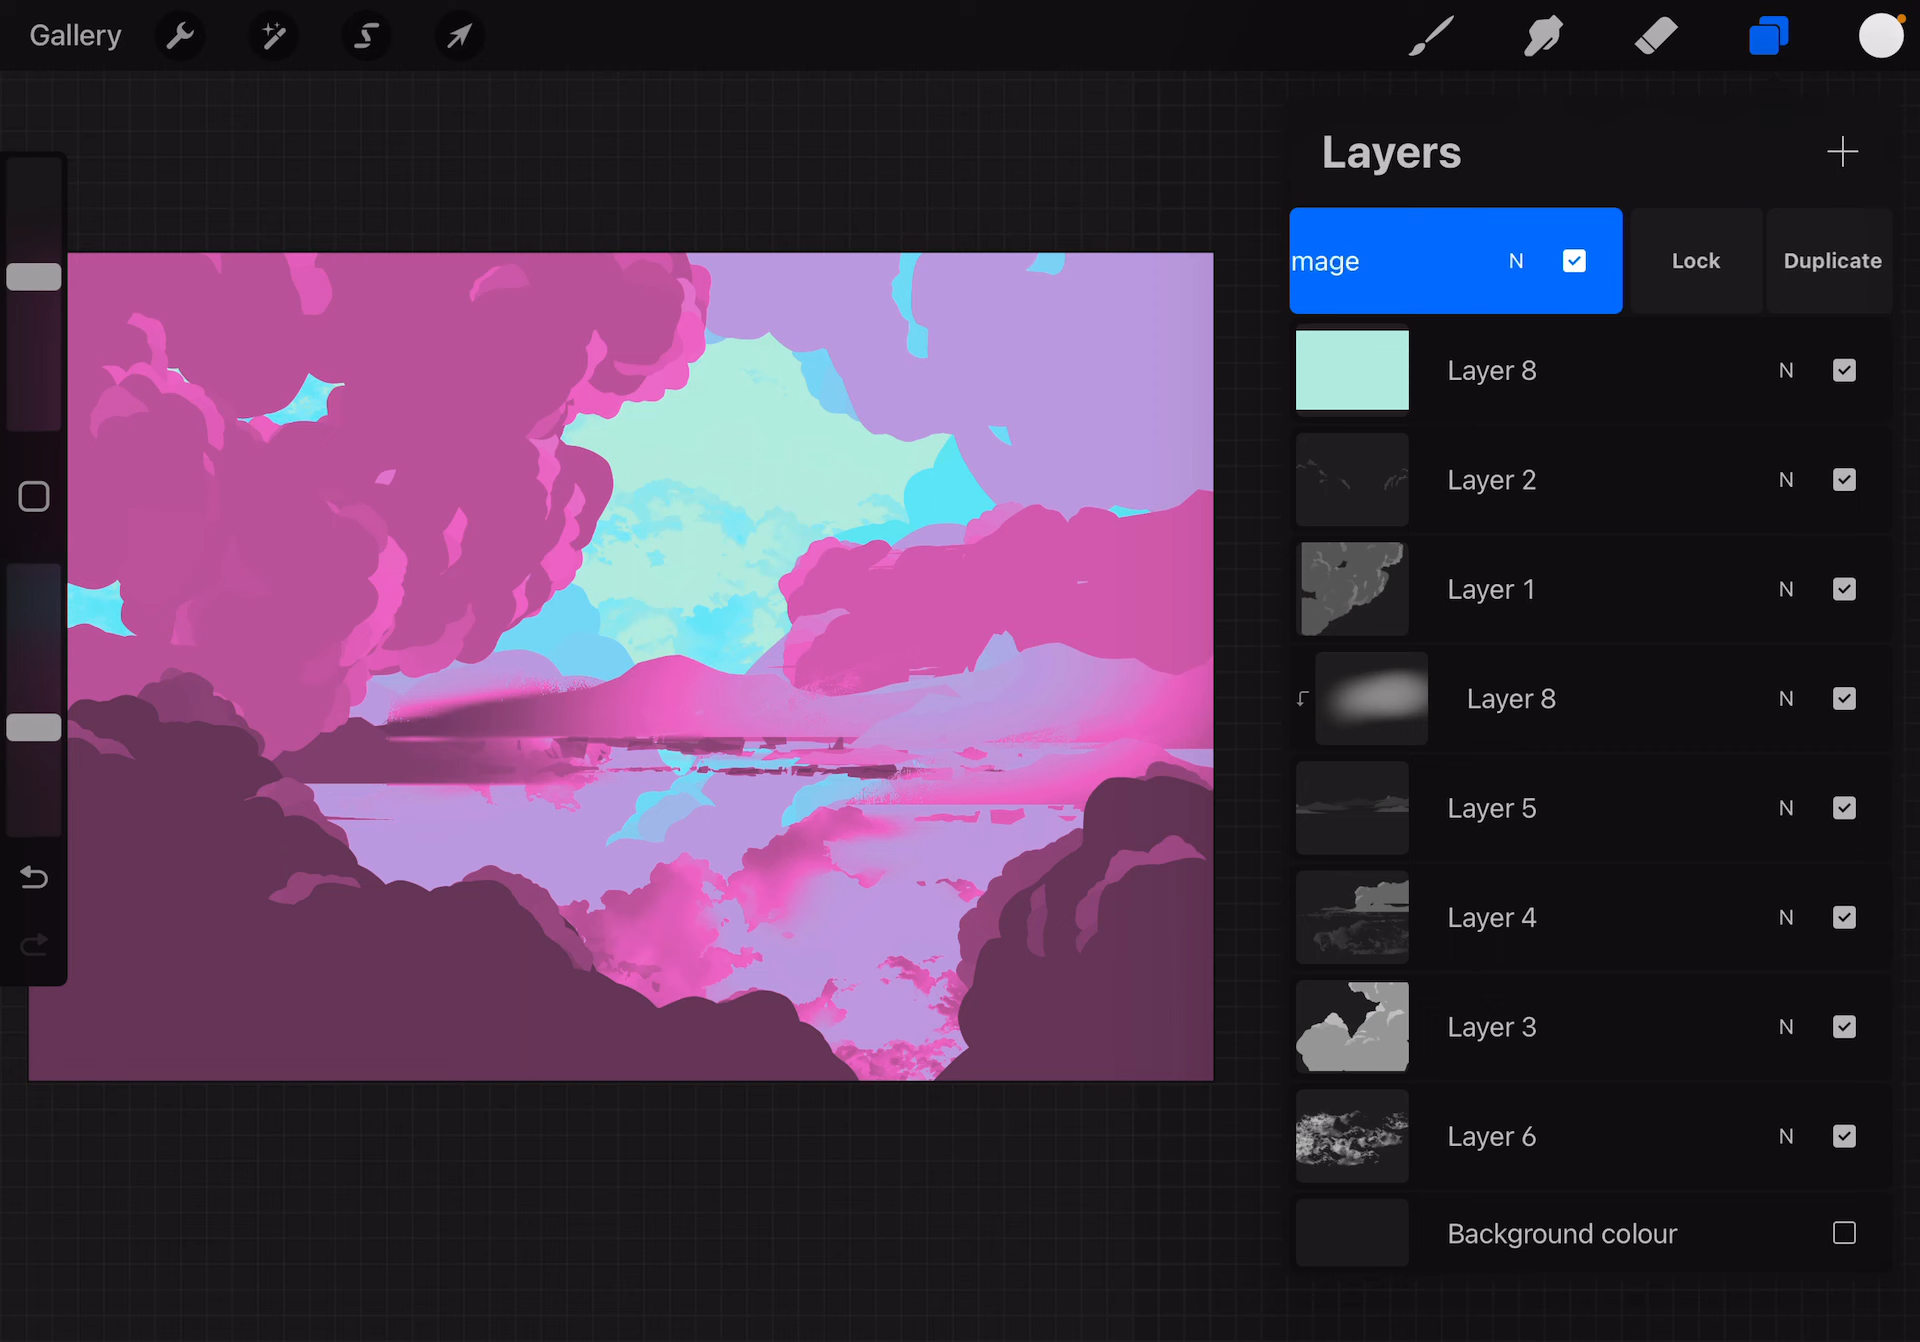 Gallery
Layers
mage N Lock Duplicate
Layer 8 N
Layer 2 N
Layer 1 N
Layer 8 N
Layer 5 N
Layer 4 N
Layer 3 N
Layer 6 N
Background colour